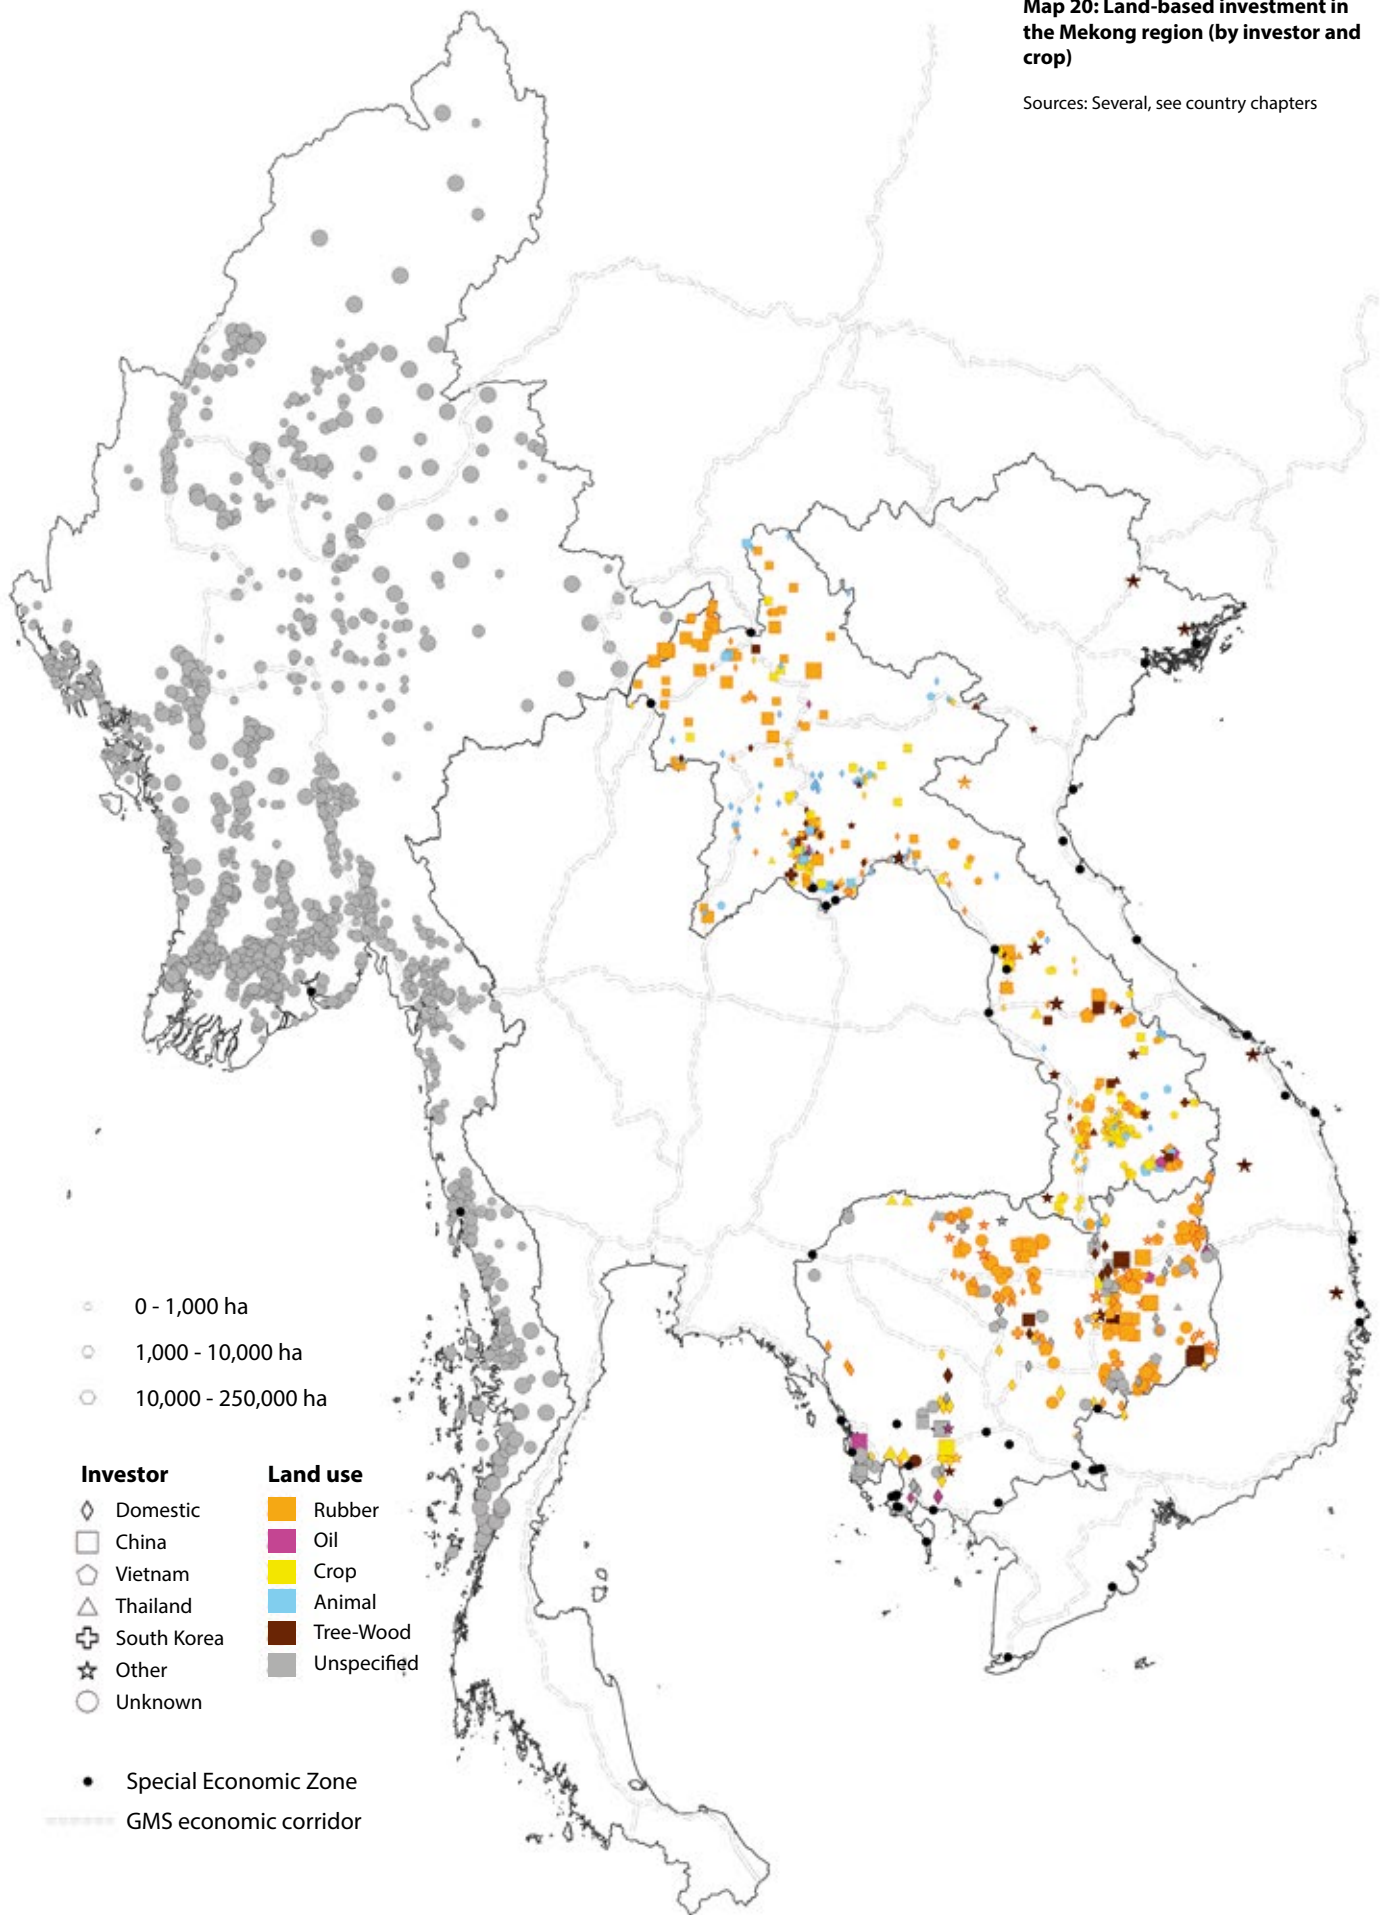 Map 20: Land-based investment in
the Mekong region (by investor and
crop)
Sources: Several, see country chapters
0 - 1,000 ha
1,000 - 10,000 ha
10,000 - 250,000 ha
Investor
Domestic
China
Vietnam
Thailand
South Korea
Other
Unknown
Land use
Rubber
Oil
Crop
Animal
Tree-Wood
Unspecified
Special Economic Zone
GMS economic corridor